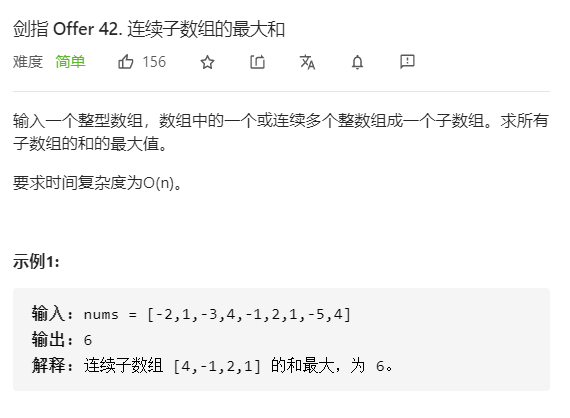 剑指 Offer 42. 连续子数组的最大和
难度 简单 156
输入一个整型数组，数组中的一个或连续多个整数组成一个子数组。求所有
子数组的和的最大值。
要求时间复杂度为O(n)。
示例1:
输入：nums = [-2,1,-3,4,-1,2,1,-5,4]
输出：6
解释：连续子数组 [4,-1,2,1] 的和最大，为 6。